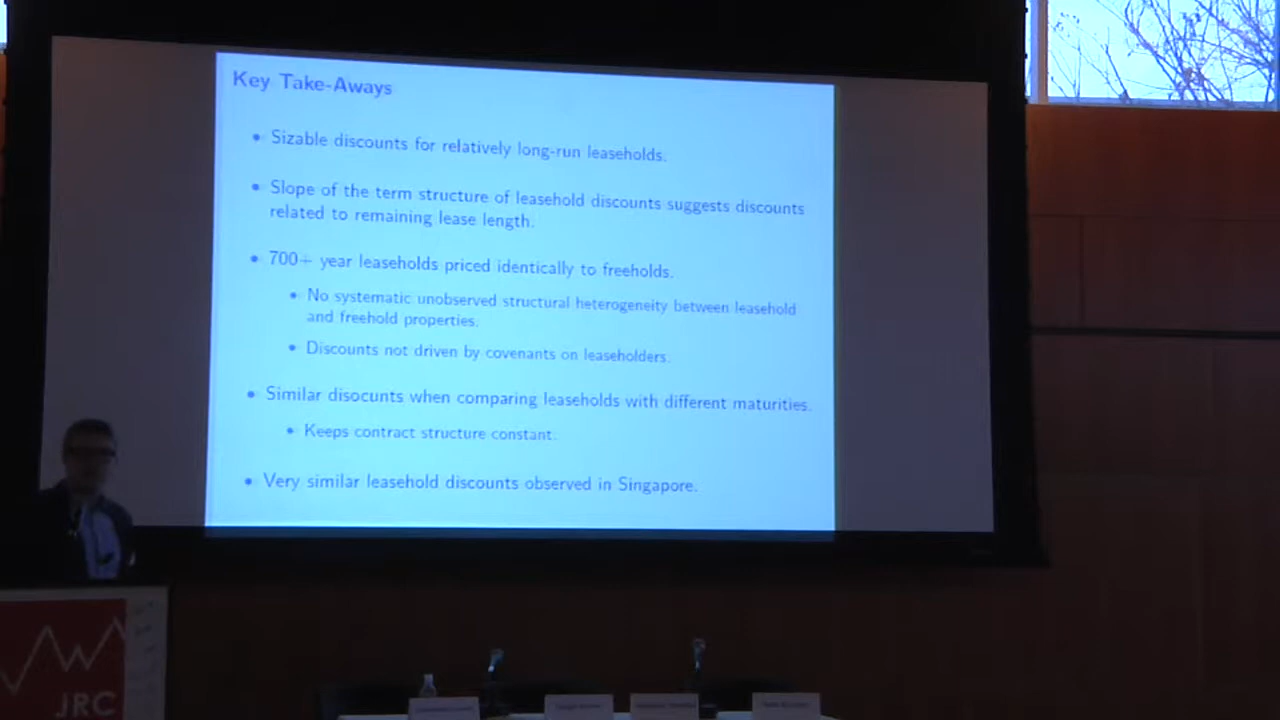 Key Take-Aways
• Sizable discounts for relatively long-run leaseholds.
• Slope of the term structure of leasehold discounts suggests discounts
related to remaining lease length.
• 700+ year leaseholds priced identically to freeholds.
• No systematic unobserved structural heterogeneity between leasehold
and freehold properties.
• Discounts not driven by covenants on leaseholders.
• Similar disocunts when comparing leaseholds with different maturities.
• Keeps contract structure constant.
• Very similar leasehold discounts observed in Singapore.
JRC